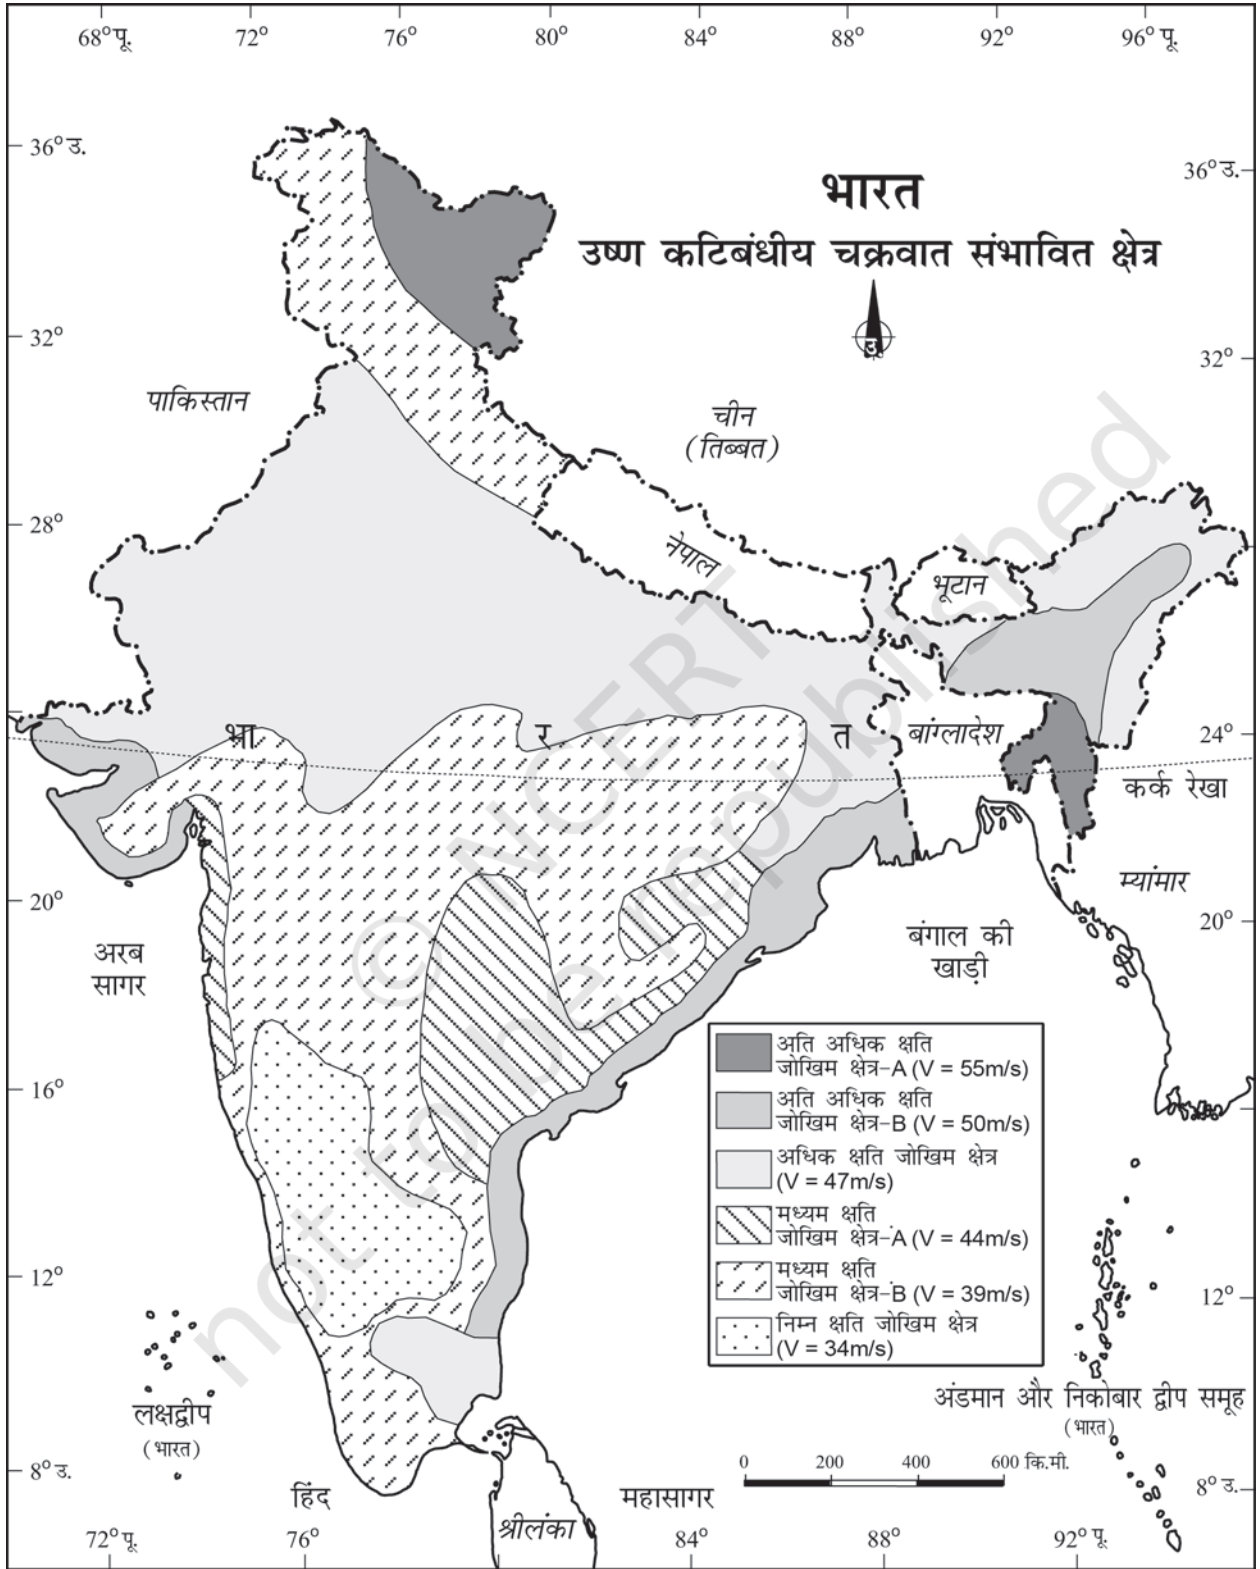 68° पू. 72° 76° 80° 84° 88° 92° 96° पू.
36° उ.
36° उ.
भारत
उष्ण कटिबंधीय चक्रवात संभावित क्षेत्र
उ
32°
32°
पाकिस्तान
चीन
(तिब्बत)
28°
नेपाल
भूटान
भा र त
बांग्लादेश
24°
कर्क रेखा
म्यांमार
20°
20°
अरब
सागर
बंगाल की
खाड़ी
16°
अति अधिक क्षति
जोखिम क्षेत्र-A (V = 55m/s)
अति अधिक क्षति
जोखिम क्षेत्र-B (V = 50m/s)
अधिक क्षति जोखिम क्षेत्र
(V = 47m/s)
मध्यम क्षति
जोखिम क्षेत्र-A (V = 44m/s)
मध्यम क्षति
जोखिम क्षेत्र-B (V = 39m/s)
निम्न क्षति जोखिम क्षेत्र
(V = 34m/s)
12°
12°
लक्षद्वीप
(भारत)
अंडमान और निकोबार द्वीप समूह
(भारत)
0 200 400 600 कि.मी.
8° उ.
8° उ.
हिंद
महासागर
श्रीलंका
72° पू. 76° 84° 88° 92° पू.
© NCERT
not to be republished